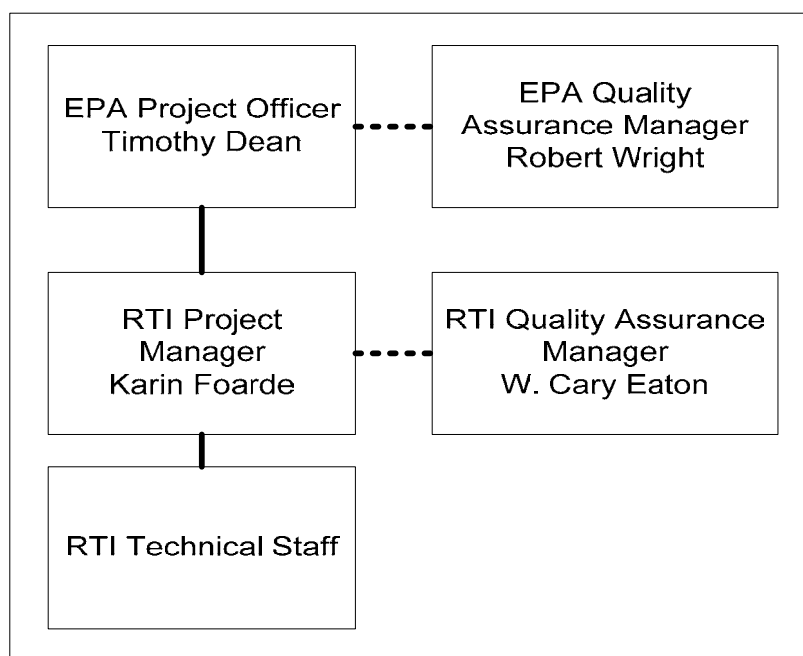 EPA Project Officer
Timothy Dean
EPA Quality
Assurance Manager
Robert Wright
RTI Project
Manager
Karin Foarde
RTI Quality Assurance
Manager
W. Cary Eaton
RTI Technical Staff